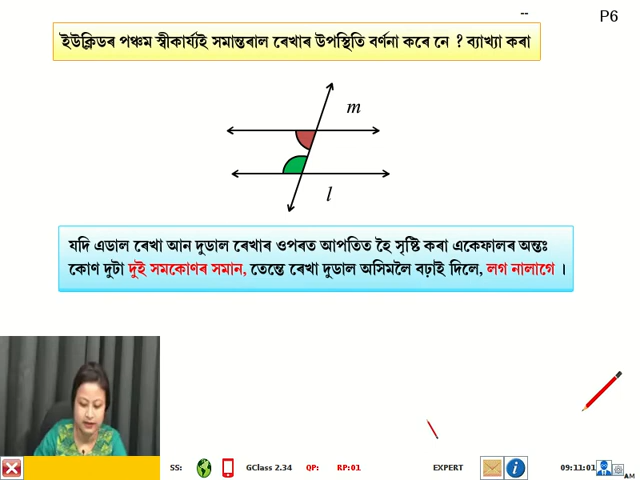 --
P6
ইউক্লিডৰ পঞ্চম স্বীকাৰ্য্যই সমান্তৰাল ৰেখাৰ উপস্থিতি বৰ্ণনা কৰে নে ? ব্যাখ্যা কৰা
m
l
যদি এডাল ৰেখা আন দুডাল ৰেখাৰ ওপৰত আপতিত হৈ সৃষ্টি কৰা একেফালৰ অন্তঃ
কোণ দুটা দুই সমকোণৰ সমান, তেন্তে ৰেখা দুডাল অসিমলৈ বঢ়াই দিলে, লগ নালাগে ।
SS: GClass 2.34 QP: RP:01 EXPERT 09:11:01 AM